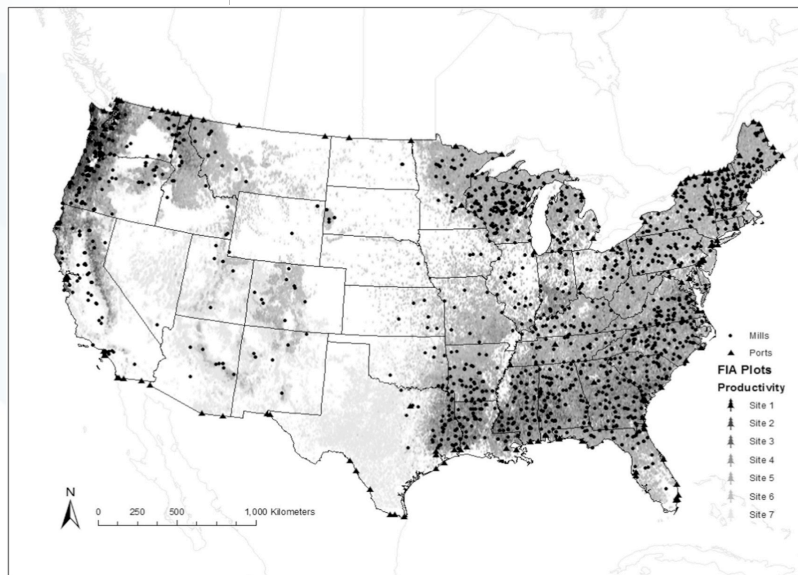 Mills
Ports
FIA Plots
Productivity
Site 1
Site 2
Site 3
Site 4
Site 5
Site 6
Site 7
N
0 250 500 1,000 Kilometers